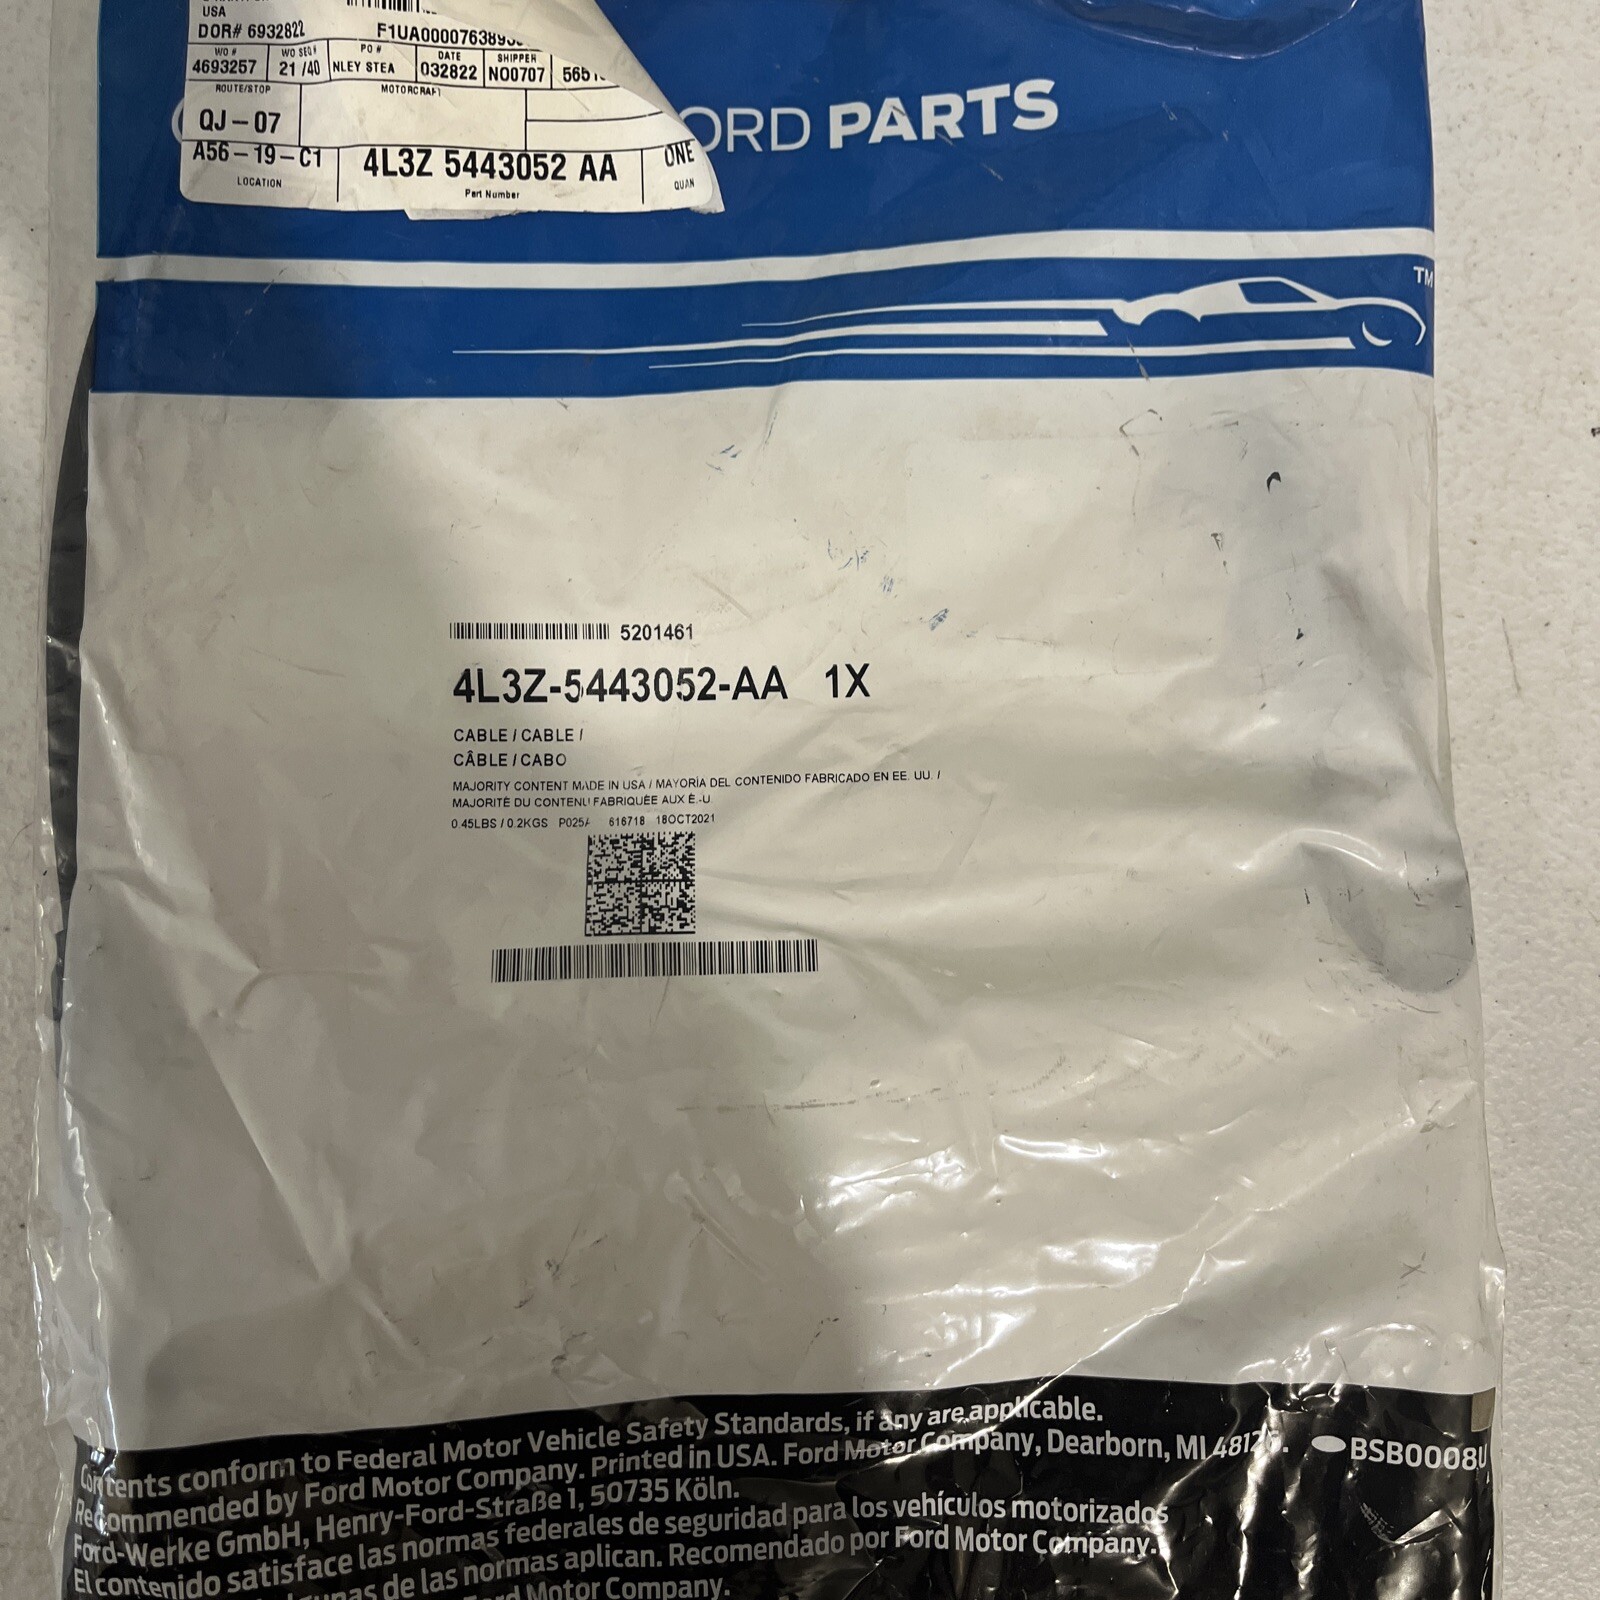 USA
DOR# 6932822
F1UA0000763893
WO #
WO SEQ#
PO #
DATE
SHIPPER
4693257
21 /40
NLEY STEA
032822
NO0707
ROUTE/STOP
MOTORCRAFT
QJ – 07
A56 – 19 – C1
4L3Z 5443052 AA
ONE
LOCATION
Part Number
QUAN
ORD PARTS
TM
5201461
4L3Z-5443052-AA 1X
CABLE / CABLE /
CÂBLE / CABO
MAJORITY CONTENT MADE IN USA / MAYORÍA DEL CONTENIDO FABRICADO EN EE. UU. /
MAJORITÉ DU CONTENU FABRIQUÉE AUX É.-U.
0.45LBS / 0.2KGS P025A 616718 18OCT2021
Contents conform to Federal Motor Vehicle Safety Standards, if any are applicable.
Recommended by Ford Motor Company. Printed in USA. Ford Motor Company, Dearborn, MI 48126. BSB0008U
Ford-Werke GmbH, Henry-Ford-Straße 1, 50735 Köln.
El contenido satisface las normas federales de seguridad para los vehículos motorizados
de las normas aplican. Recomendado por Ford Motor Company.
Ford Motor Company.